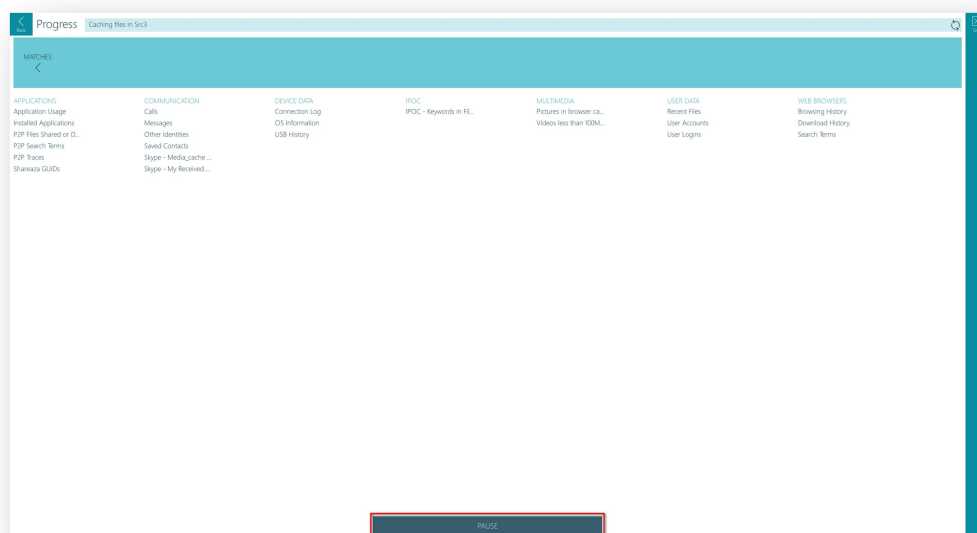 Back
Progress
Caching files in Src3
MATCHES
APPLICATIONS
Application Usage
Installed Applications
P2P Files Shared or D...
P2P Search Terms
P2P Traces
Shareaza GUIDs
COMMUNICATION
Calls
Messages
Other Identities
Saved Contacts
Skype - Media_cache ...
Skype - My Received ...
DEVICE DATA
Connection Log
OS Information
USB History
IPOC
IPOC - Keywords in Fil...
MULTIMEDIA
Pictures in browser ca...
Videos less than 100M...
USER DATA
Recent Files
User Accounts
User Logins
WEB BROWSERS
Browsing History
Download History
Search Terms
PAUSE